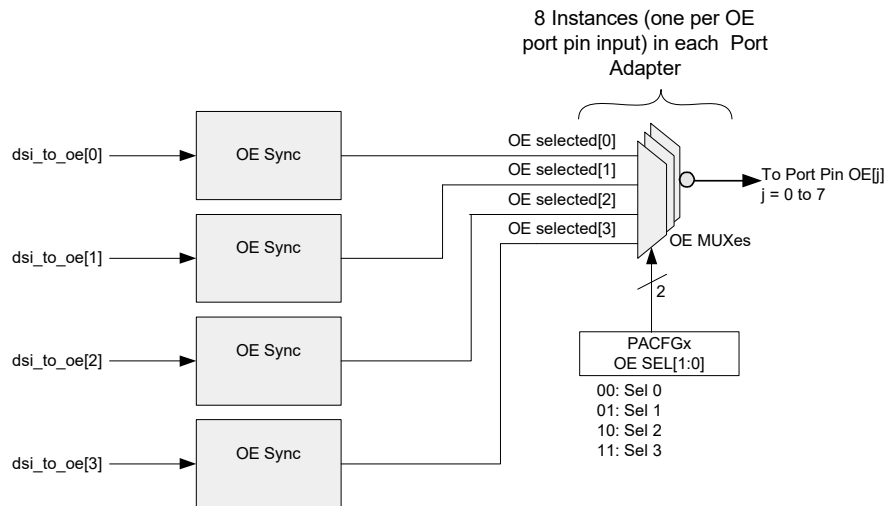 8 Instances (one per OE
port pin input) in each Port
Adapter
dsi_to_oe[0]
OE Sync
OE selected[0]
OE selected[1]
To Port Pin OE[j]
j = 0 to 7
OE selected[2]
OE selected[3]
OE MUXes
dsi_to_oe[1]
OE Sync
2
dsi_to_oe[2]
OE Sync
PACFGx
OE SEL[1:0]
00: Sel 0
01: Sel 1
10: Sel 2
11: Sel 3
dsi_to_oe[3]
OE Sync